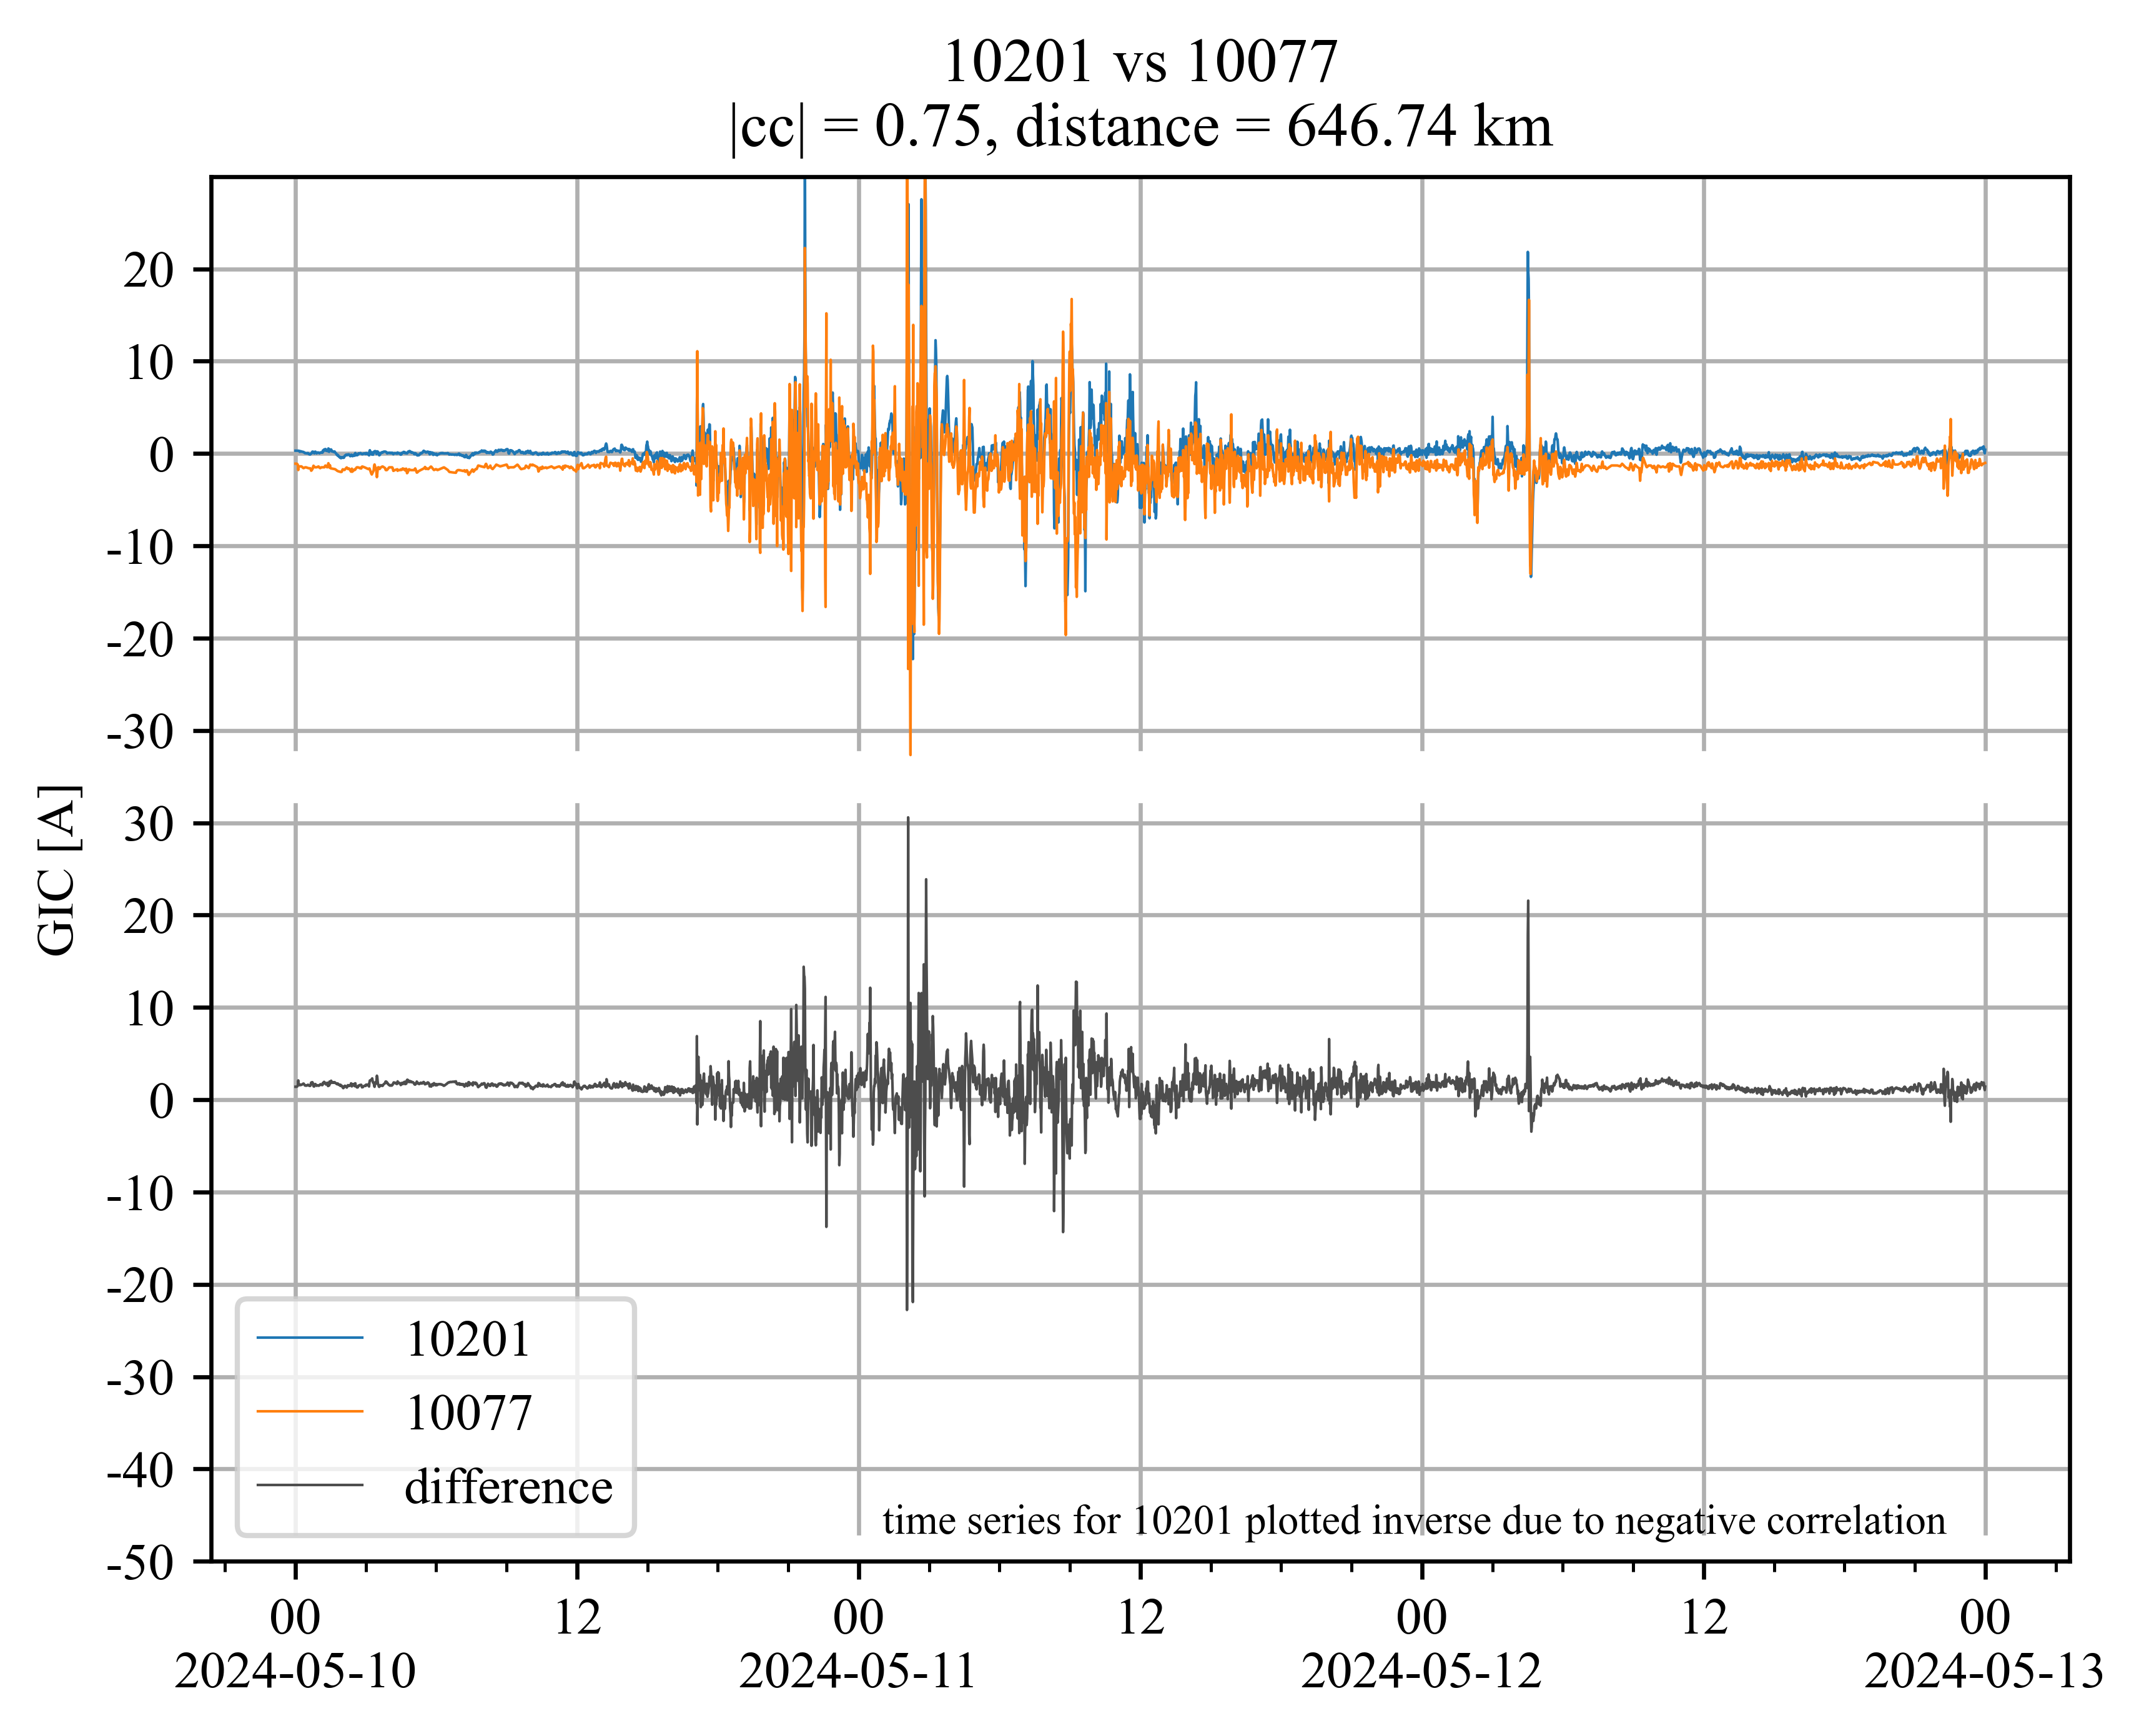 10201 vs 10077
|cc| = 0.75, distance = 646.74 km
20
10
0
-10
-20
-30
30
20
10
0
-10
-20
-30
-40
-50
GIC [A]
10201
10077
difference
time series for 10201 plotted inverse due to negative correlation
00 12 00 12 00 12 00
2024-05-10 2024-05-11 2024-05-12 2024-05-13